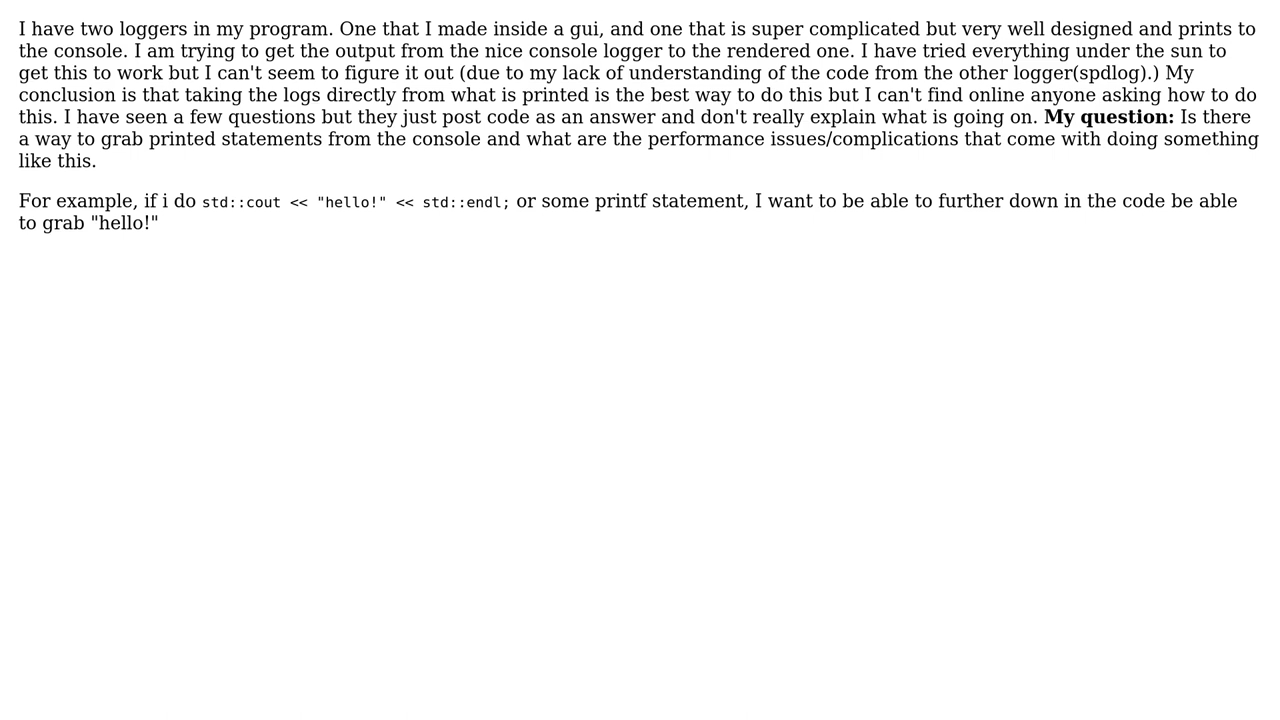 I have two loggers in my program. One that I made inside a gui, and one that is super complicated but very well designed and prints to
the console. I am trying to get the output from the nice console logger to the rendered one. I have tried everything under the sun to
get this to work but I can't seem to figure it out (due to my lack of understanding of the code from the other logger(spdlog).) My
conclusion is that taking the logs directly from what is printed is the best way to do this but I can't find online anyone asking how to do
this. I have seen a few questions but they just post code as an answer and don't really explain what is going on. My question: Is there
a way to grab printed statements from the console and what are the performance issues/complications that come with doing something
like this.
For example, if i do std::cout << "hello!" << std::endl; or some printf statement, I want to be able to further down in the code be able
to grab "hello!"